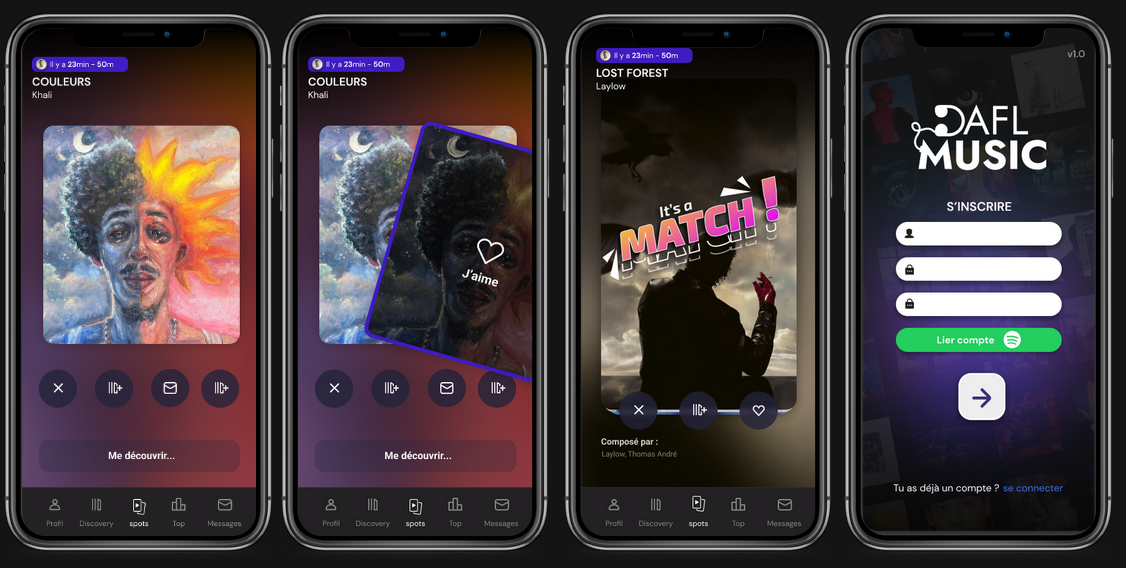 Il y a 23min - 50m
COULEURS
Khali
Me découvrir...
Profil
Discovery
spots
Top
Messages
Il y a 23min - 50m
COULEURS
Khali
J'aime
Me découvrir...
Profil
Discovery
spots
Top
Messages
Il y a 23min - 50m
LOST FOREST
Laylow
It's a
MATCH !
Composé par :
Laylow, Thomas André
Profil
Discovery
spots
Top
Messages
v1.0
DAFL
MUSIC
S'INSCRIRE
Lier compte
Tu as déjà un compte ? se connecter